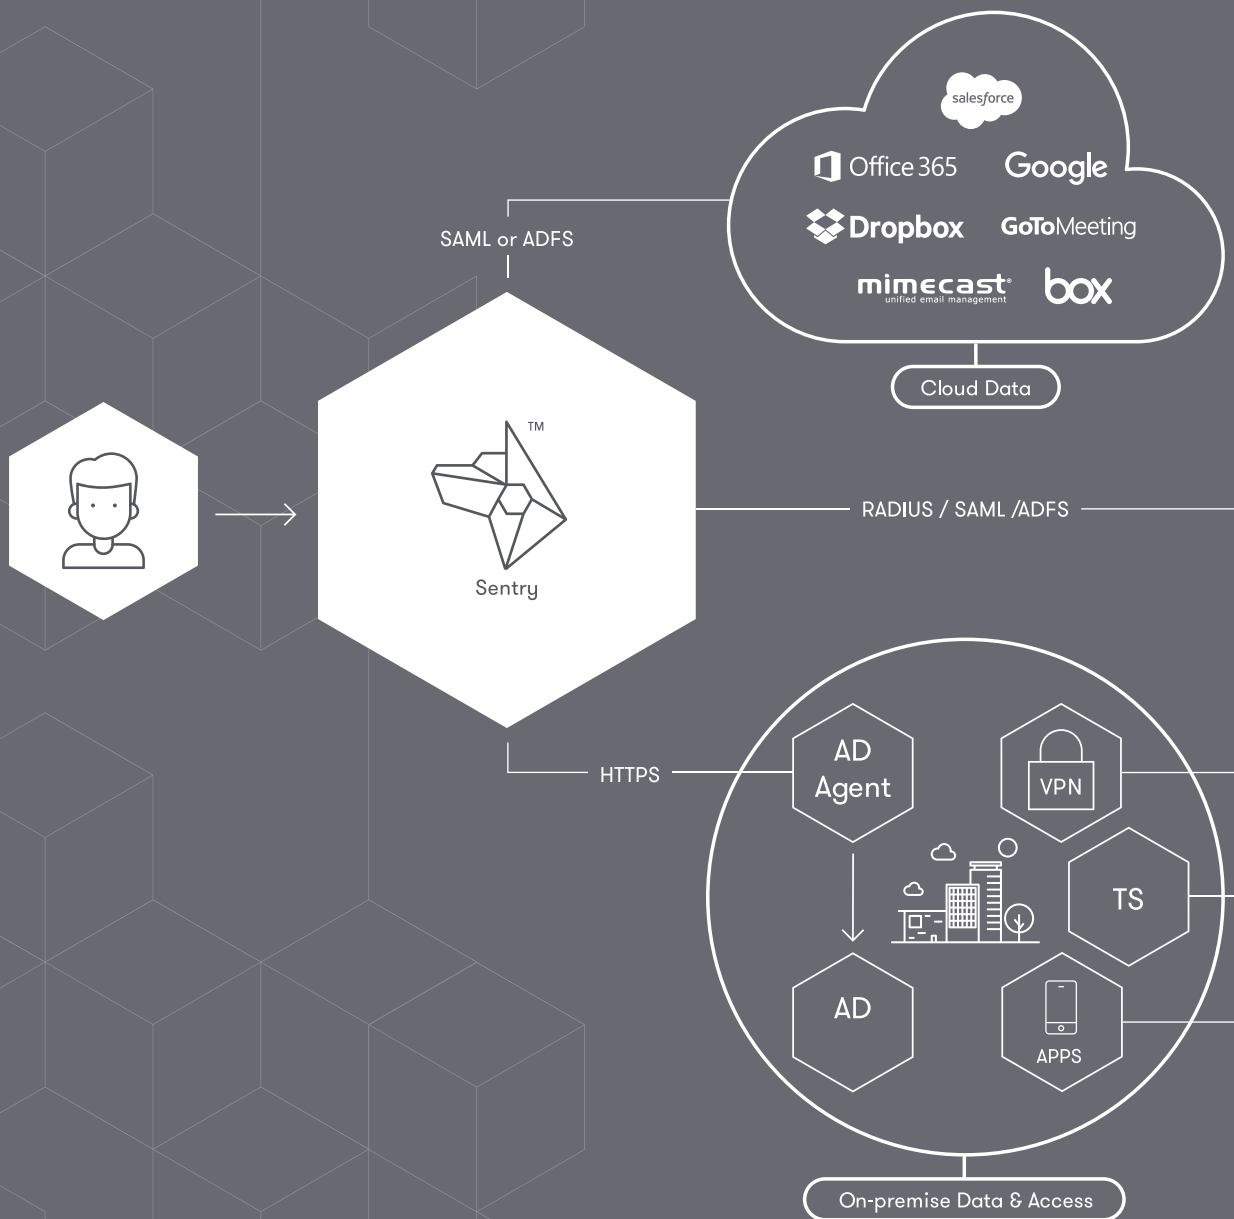 salesforce
Office 365
Google
Dropbox
GoToMeeting
mimecast®
unified email management
box
Cloud Data
SAML or ADFS
TM
Sentry
RADIUS / SAML /ADFS
HTTPS
AD
Agent
VPN
TS
AD
APPS
On-premise Data & Access